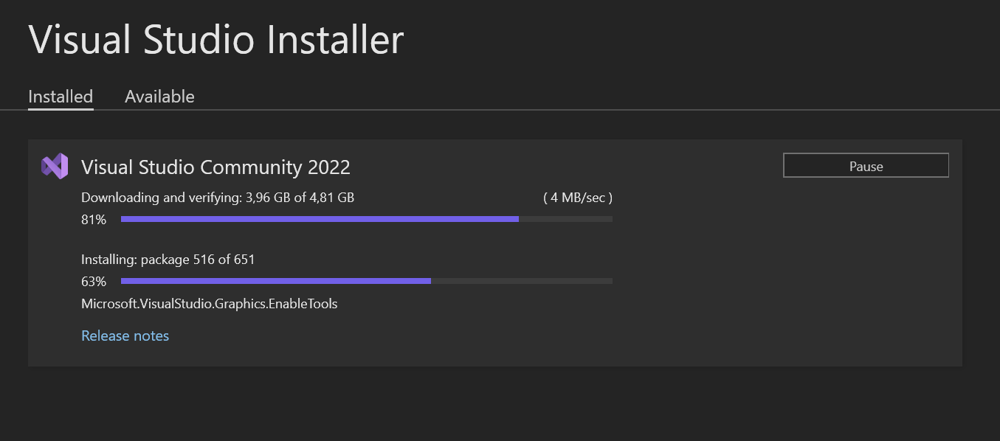 Visual Studio Installer
Installed Available
Visual Studio Community 2022 Pause
Downloading and verifying: 3,96 GB of 4,81 GB ( 4 MB/sec )
81%
Installing: package 516 of 651
63%
Microsoft.VisualStudio.Graphics.EnableTools
Release notes